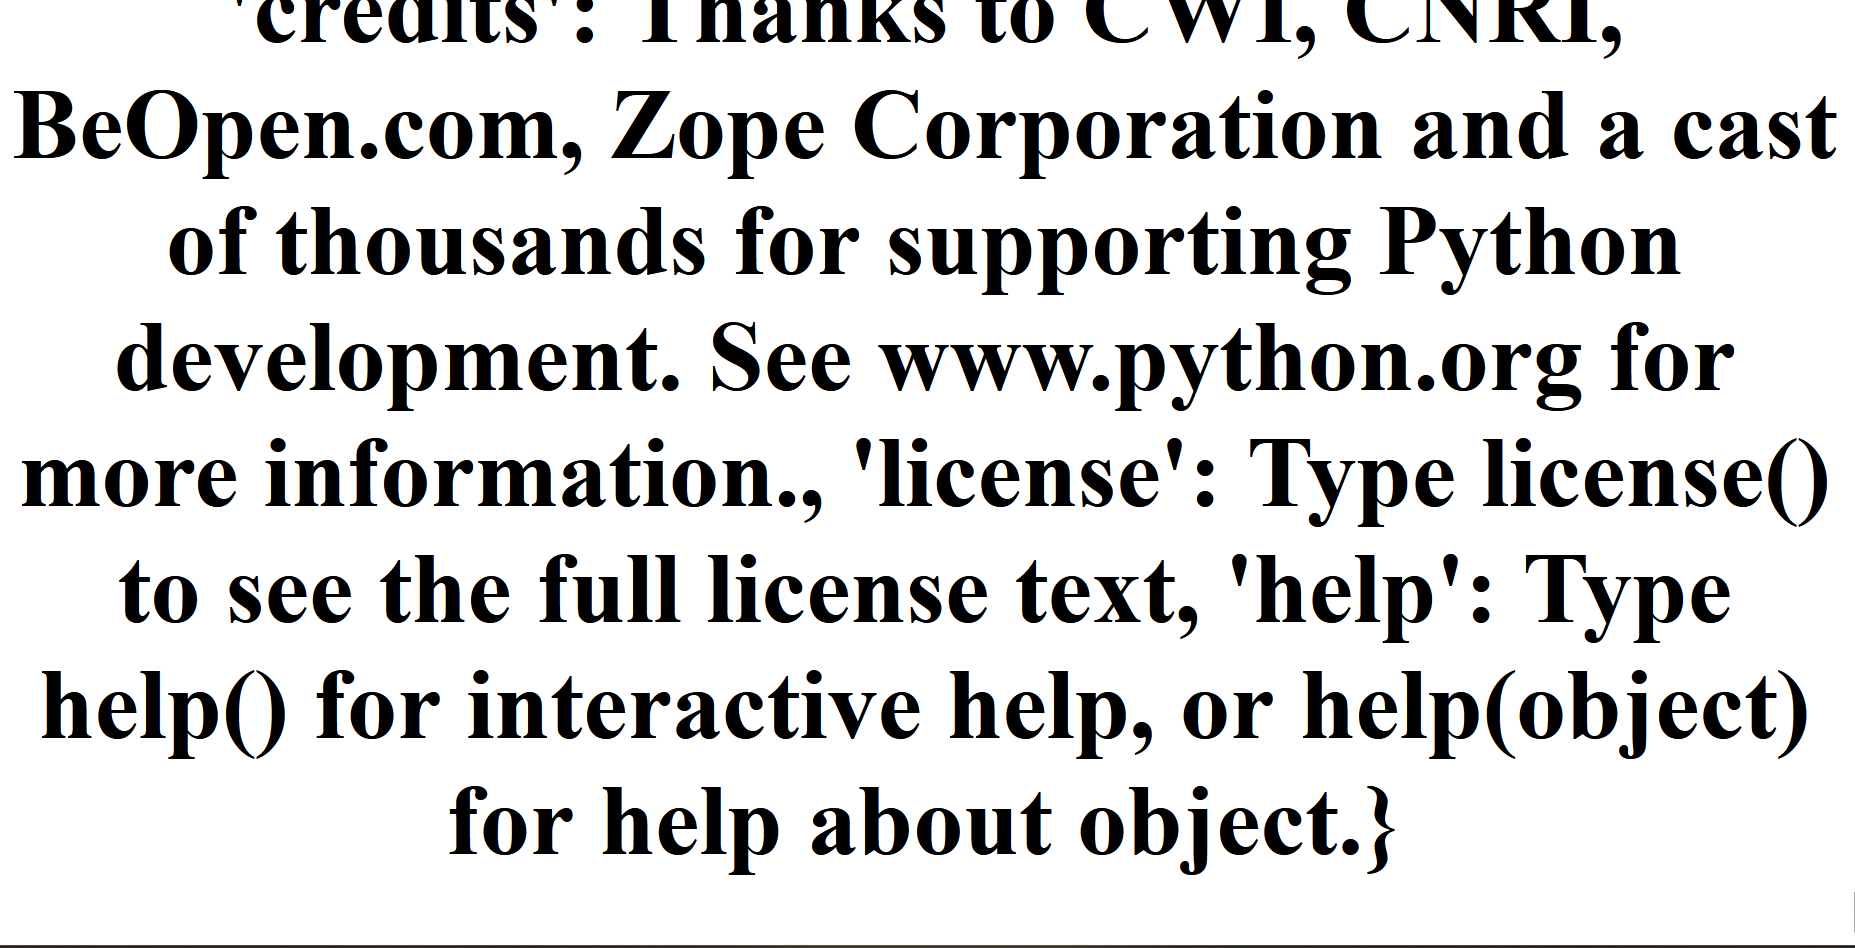 'credits': Thanks to CWI, CNRI,
BeOpen.com, Zope Corporation and a cast
of thousands for supporting Python
development. See www.python.org for
more information., 'license': Type license()
to see the full license text, 'help': Type
help() for interactive help, or help(object)
for help about object.}